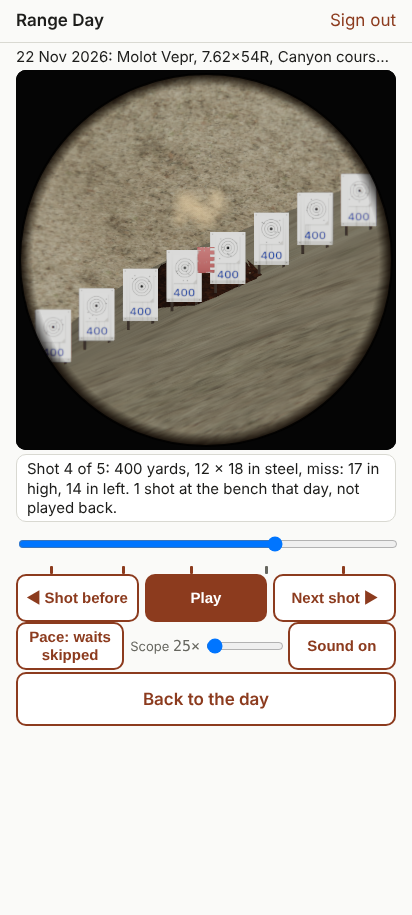 Range Day
Sign out
22 Nov 2026: Molot Vepr, 7.62×54R, Canyon cours...
400
400
400
400
400
400
400
400
Shot 4 of 5: 400 yards, 12 × 18 in steel, miss: 17 in
high, 14 in left. 1 shot at the bench that day, not
played back.
◀ Shot before
Play
Next shot ▶
Pace: waits
skipped
Scope 25×
Sound on
Back to the day